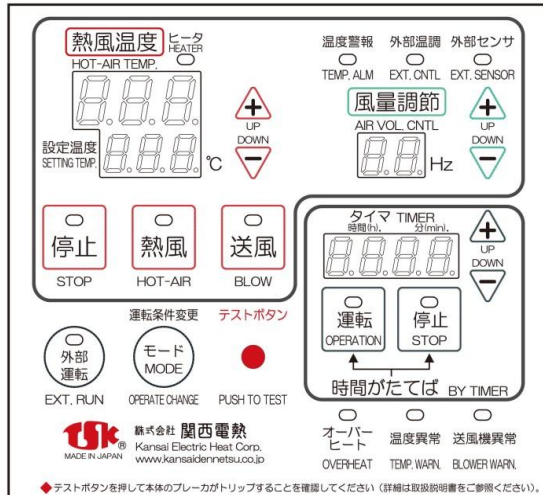 熱風温度 ヒータ
HEATER
HOT-AIR TEMP.
設定温度
SETTING TEMP.
℃
+
UP
DOWN
−
温度警報 外部温調 外部センサ
TEMP. ALM EXT. CNTL EXT. SENSOR
風量調節
AIR VOL. CNTL
Hz
+
UP
DOWN
−
停止 熱風 送風
STOP HOT-AIR BLOW
タイマ TIMER
時間(h). 分(min).
+
UP
DOWN
−
運転 停止
OPERATION STOP
時間がたてば BY TIMER
運転条件変更 テストボタン
外部
運転
モード
MODE
EXT. RUN OPERATE CHANGE PUSH TO TEST
オーバー
ヒート
温度異常 送風機異常
OVERHEAT TEMP. WARN. BLOWER WARN.
TSK ®
MADE IN JAPAN
株式会社 関西電熱
Kansai Electric Heat Corp.
www.kansaidennetsu.co.jp
◆テストボタンを押して本体のブレーカがトリップすることを確認してください（詳細は取扱説明書をご参照ください）。